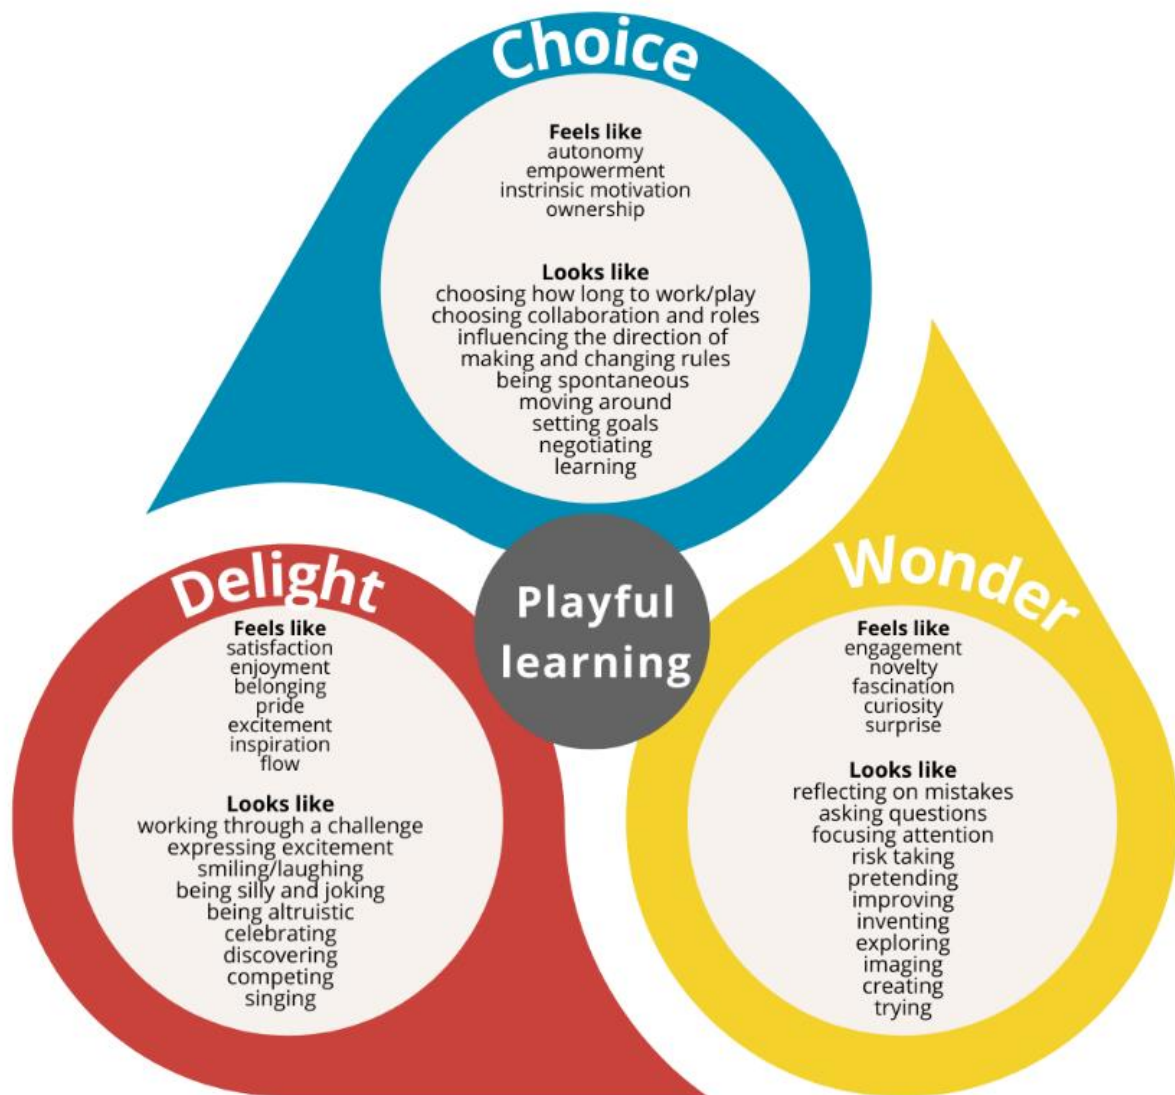 Choice
Feels like
autonomy
empowerment
instrinsic motivation
ownership
Looks like
choosing how long to work/play
choosing collaboration and roles
influencing the direction of
making and changing rules
being spontaneous
moving around
setting goals
negotiating
learning
Playful
learning
Delight
Feels like
satisfaction
enjoyment
belonging
pride
excitement
inspiration
flow
Looks like
working through a challenge
expressing excitement
smiling/laughing
being silly and joking
being altruistic
celebrating
discovering
competing
singing
Wonder
Feels like
engagement
novelty
fascination
curiosity
surprise
Looks like
reflecting on mistakes
asking questions
focusing attention
risk taking
pretending
improving
inventing
exploring
imaging
creating
trying